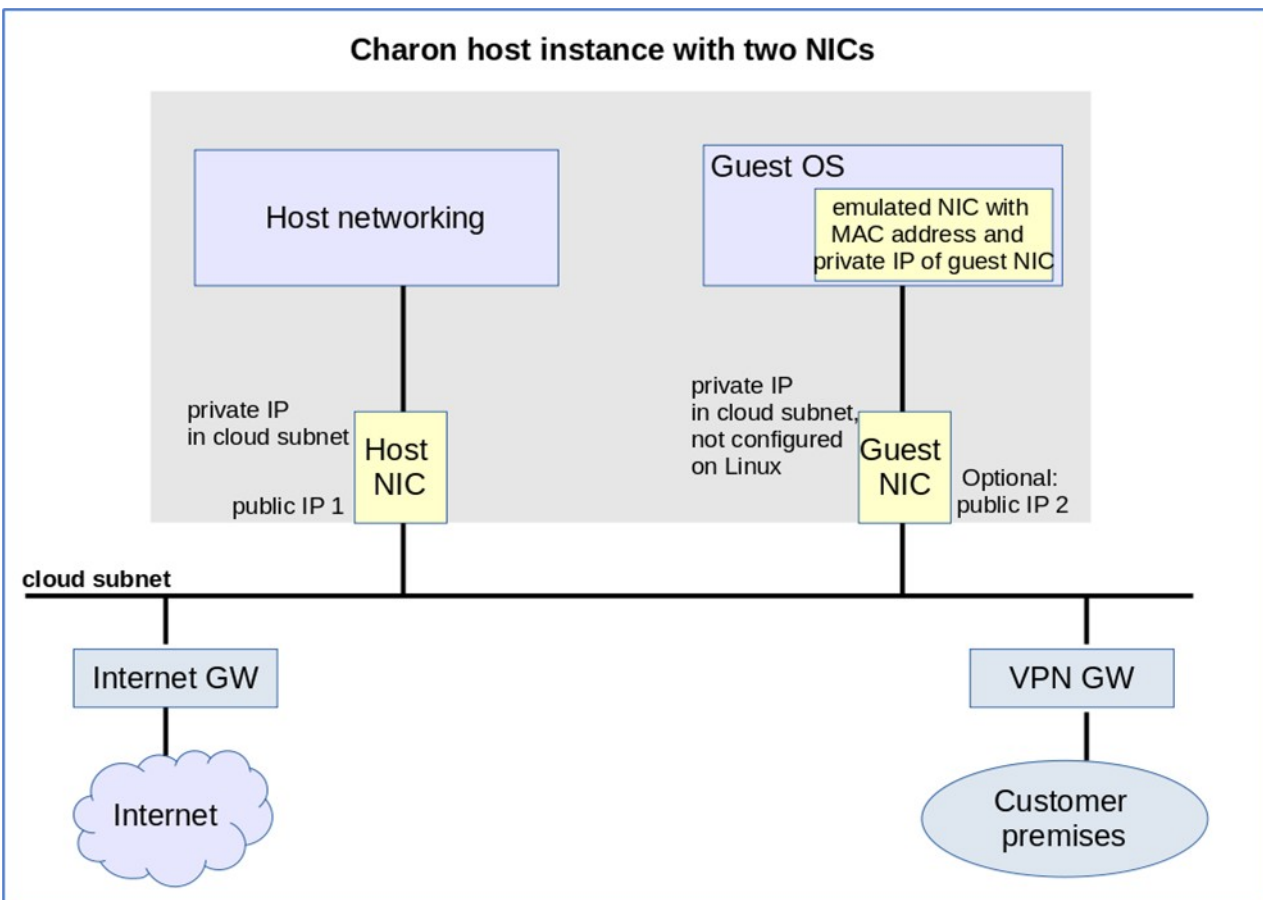 Charon host instance with two NICs
Host networking
Guest OS
emulated NIC with
MAC address and
private IP of guest NIC
private IP
in cloud subnet
Host
NIC
public IP 1
private IP
in cloud subnet,
not configured
on Linux
Guest
NIC
Optional:
public IP 2
cloud subnet
Internet GW
VPN GW
Internet
Customer
premises